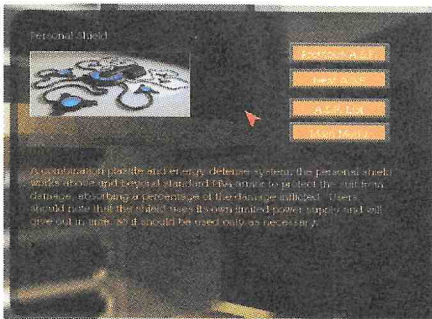 Personal Shield
Next A.S.P.
A.S.P. List
Main Menu
A combination plastile and energy defense system, the personal shield
works above and beyond standard PBA armor to protect the suit from
damage, absorbing a percentage of the damage inflicted. Users
should note that the shield uses its own limited power supply and will
give out in time, so it should be used only as necessary.